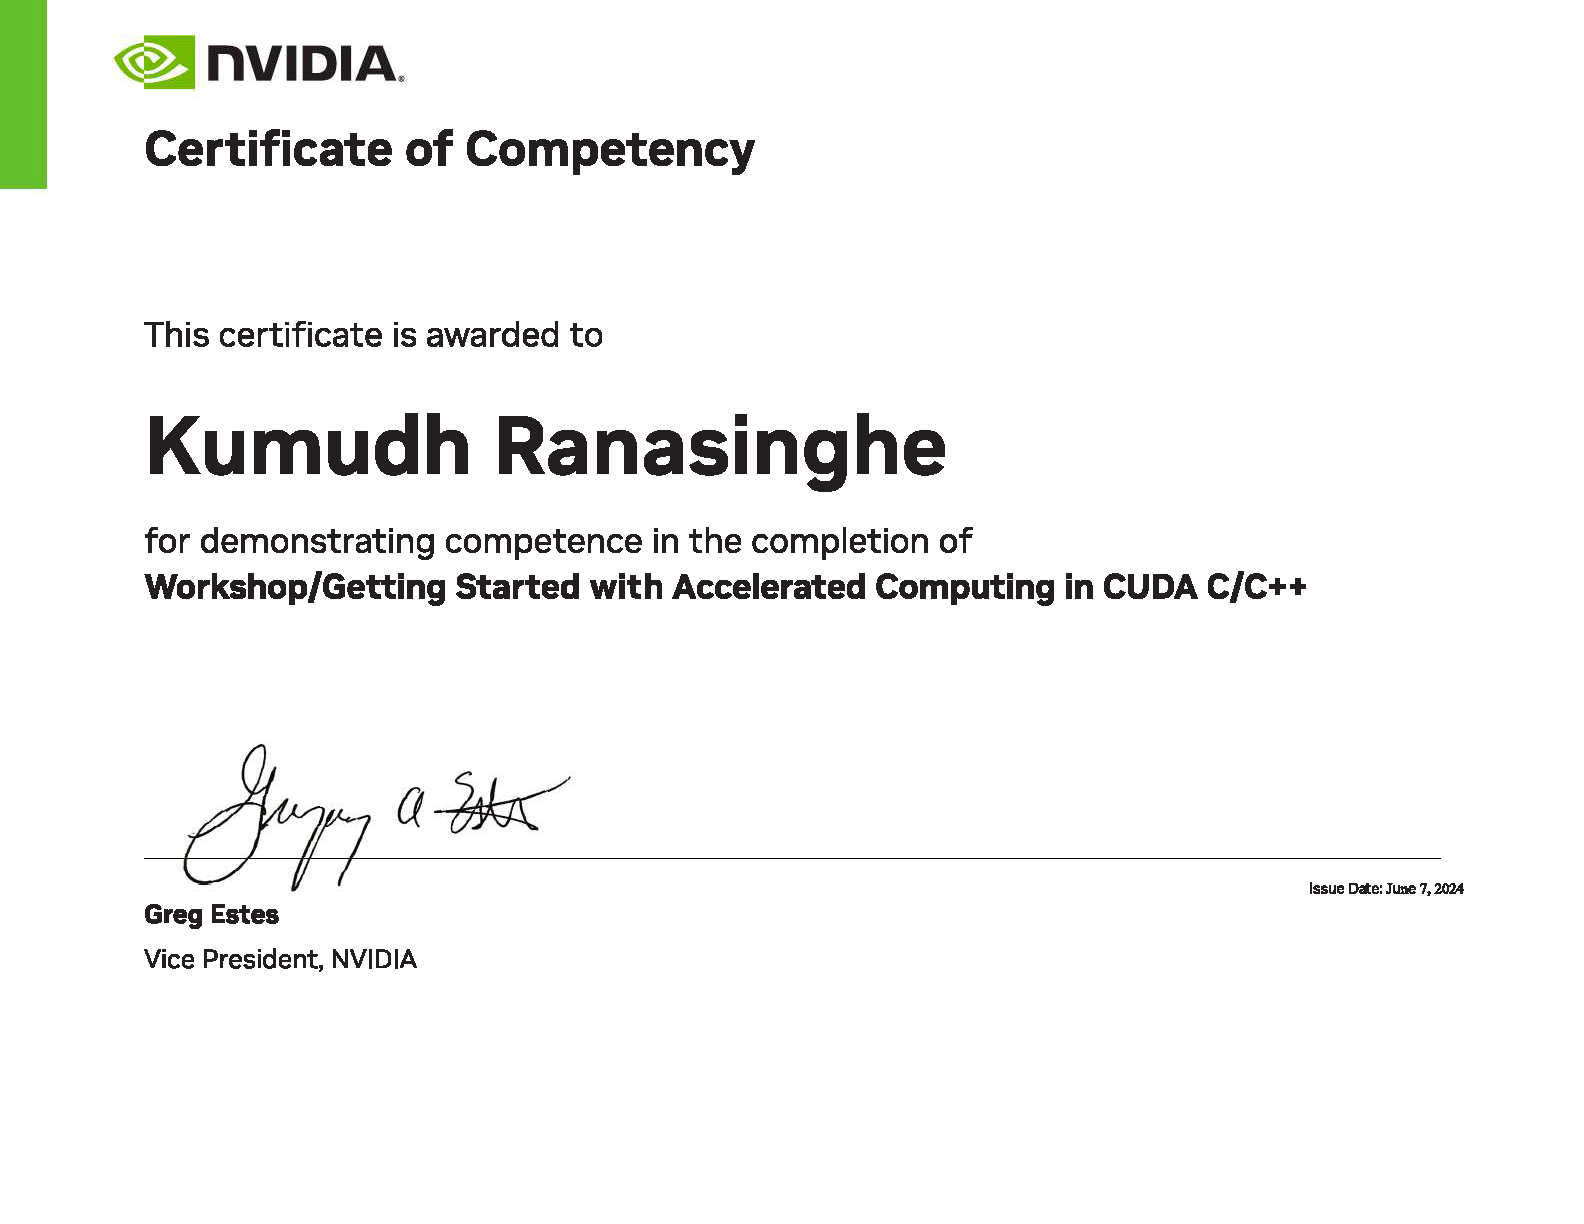 NVIDIA®
Certificate of Competency
This certificate is awarded to
Kumudh Ranasinghe
for demonstrating competence in the completion of
Workshop/Getting Started with Accelerated Computing in CUDA C/C++
Gregory A Estes
Issue Date: June 7, 2024
Greg Estes
Vice President, NVIDIA